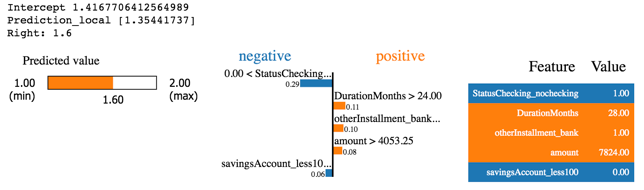 Intercept 1.4167706412564989
Prediction_local [1.35441737]
Right: 1.6
Predicted value
1.00
(min)
2.00
(max)
1.60
negative
positive
0.00 < StatusChecking...
0.29
DurationMonths > 24.00
0.11
otherInstallment_bank...
0.10
amount > 4053.25
0.08
savingsAccount_less10...
0.06
Feature Value
StatusChecking_nochecking 1.00
DurationMonths 28.00
otherInstallment_bank 1.00
amount 7824.00
savingsAccount_less100 0.00